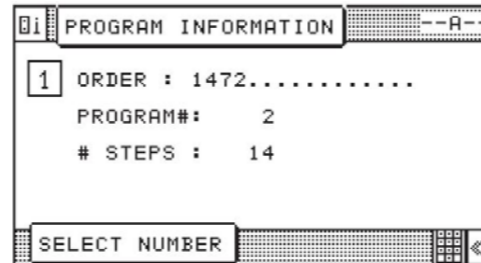 i PROGRAM INFORMATION --A--
1 ORDER : 1472............
PROGRAM#: 2
# STEPS : 14
SELECT NUMBER